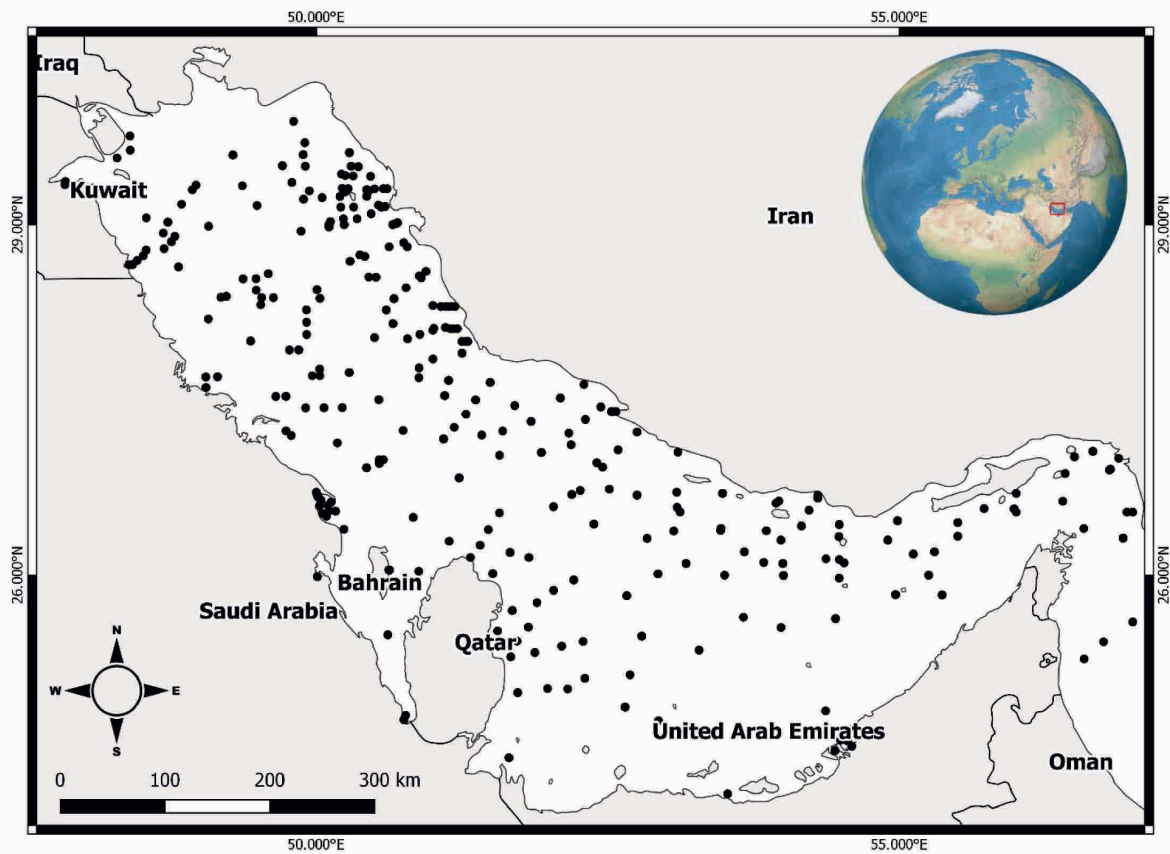 50.000°E 55.000°E
Iraq
Kuwait
Iran
29.000°N 29.000°N
26.000°N 26.000°N
Bahrain
Saudi Arabia
Qatar
N
W E
S
United Arab Emirates
Oman
0 100 200 300 km
50.000°E 55.000°E